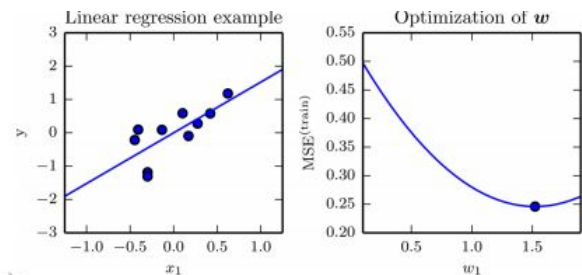 Linear regression example
3
2
1
0
−1
−2
−3
y
−1.0 −0.5 0.0 0.5 1.0
x₁
Optimization of w
0.55
0.50
0.45
0.40
0.35
0.30
0.25
0.20
MSE(train)
0.5 1.0 1.5
w₁